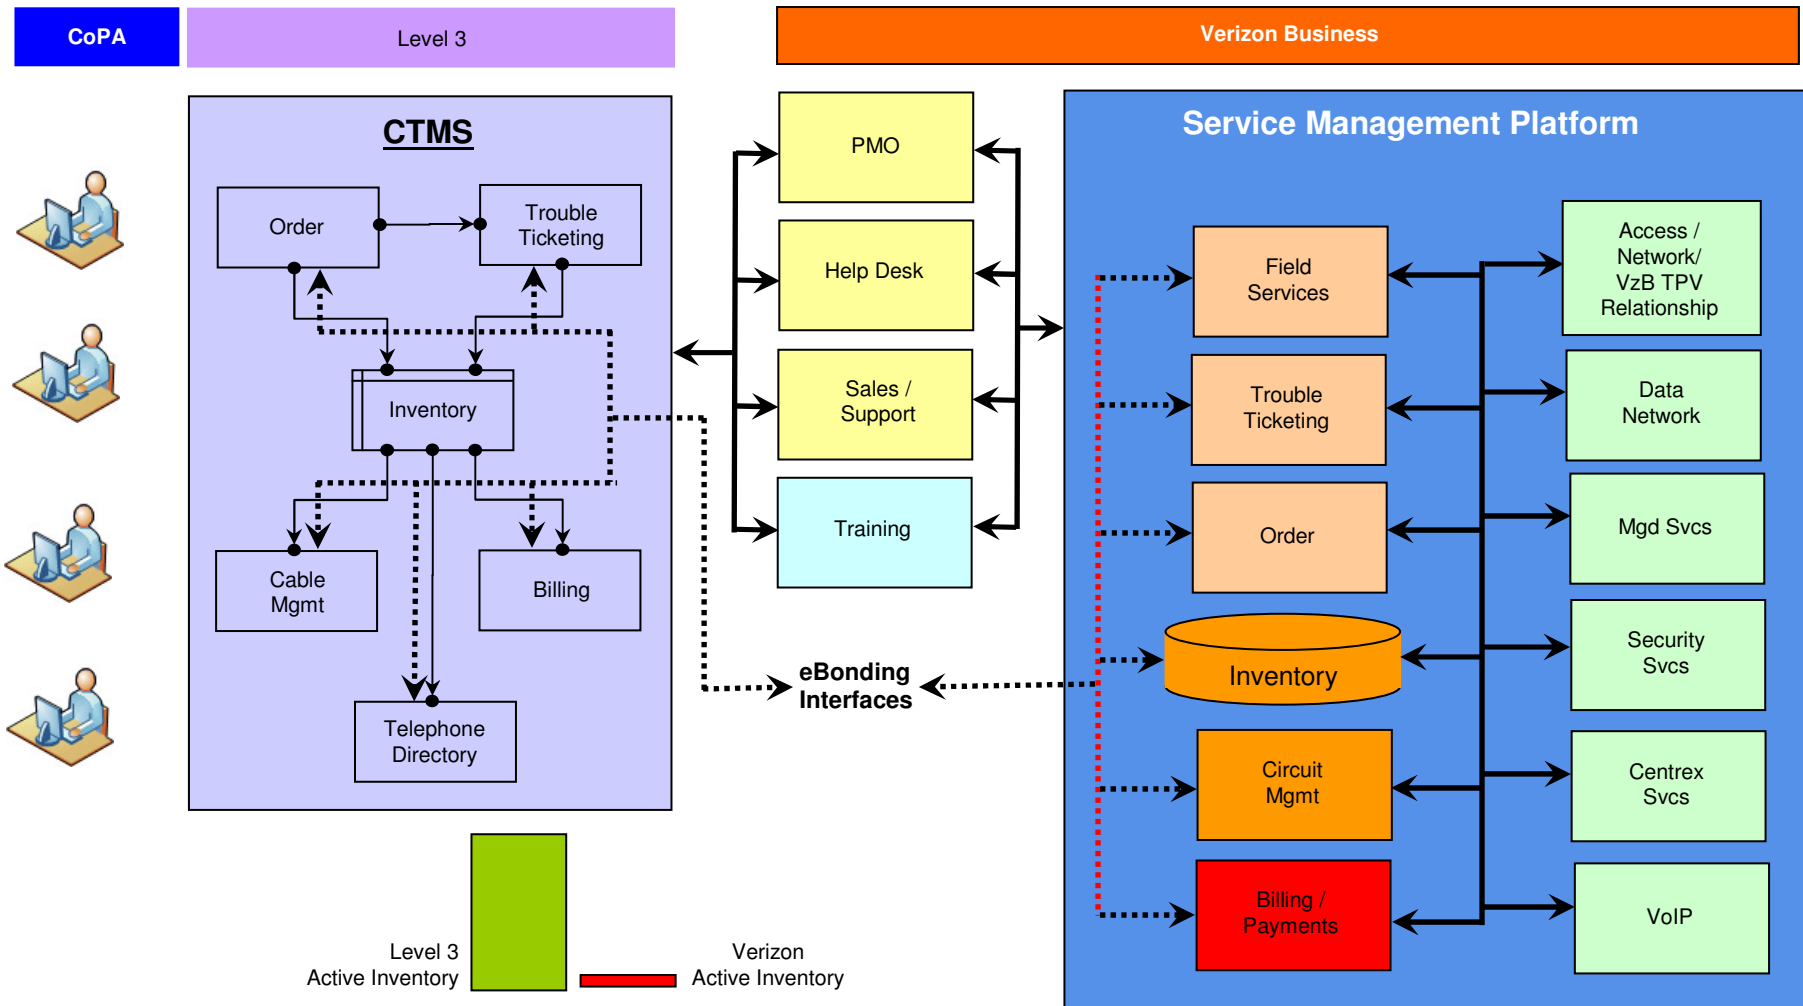 CoPA
Level 3
Verizon Business
CTMS
Order
Trouble
Ticketing
Inventory
Cable
Mgmt
Billing
Telephone
Directory
PMO
Help Desk
Sales /
Support
Training
eBonding
Interfaces
Service Management Platform
Field
Services
Trouble
Ticketing
Order
Inventory
Circuit
Mgmt
Billing /
Payments
Access /
Network/
VzB TPV
Relationship
Data
Network
Mgd Svcs
Security
Svcs
Centrex
Svcs
VoIP
Level 3
Active Inventory
Verizon
Active Inventory